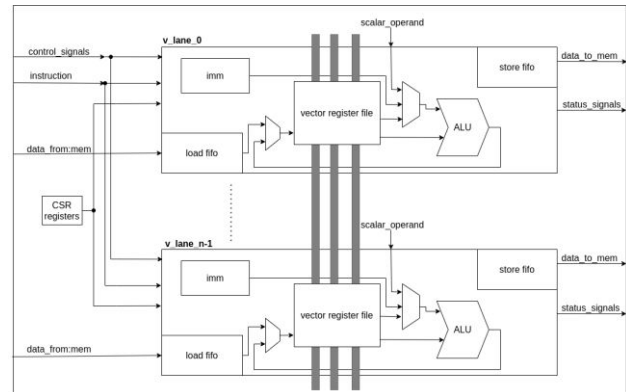 scalar_operand
v_lane_0
control_signals
data_to_mem
store fifo
imm
instruction
status_signals
vector register file
ALU
data_from:mem
load fifo
CSR
registers
scalar_operand
v_lane_n-1
data_to_mem
store fifo
imm
status_signals
vector register file
ALU
data_from:mem
load fifo